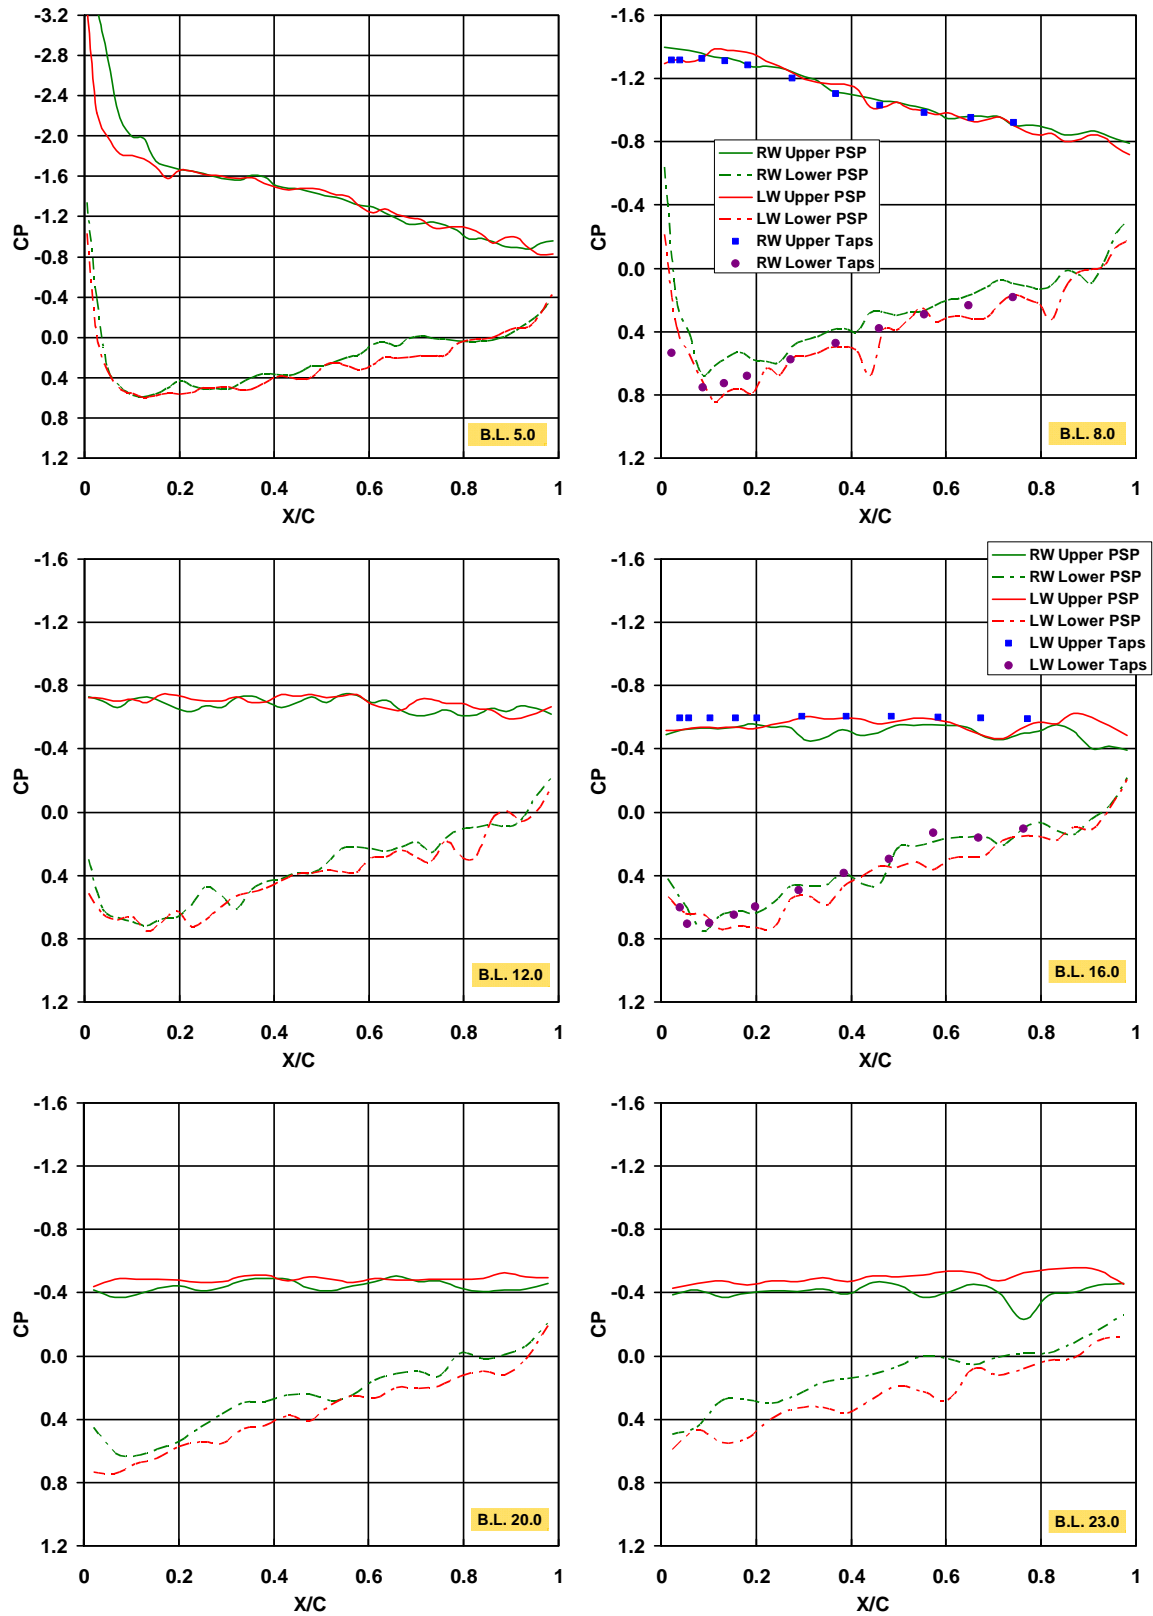 -3.2
-2.8
-2.4
-2.0
-1.6
-1.2
-0.8
-0.4
0.0
0.4
0.8
1.2
CP
0
0.2
0.4
0.6
0.8
1
X/C
B.L. 5.0
-1.6
-1.2
-0.8
-0.4
0.0
0.4
0.8
1.2
CP
RW Upper PSP
RW Lower PSP
LW Upper PSP
LW Lower PSP
RW Upper Taps
RW Lower Taps
B.L. 8.0
0
0.2
0.4
0.6
0.8
1
X/C
-1.6
-1.2
-0.8
-0.4
0.0
0.4
0.8
1.2
CP
B.L. 12.0
0
0.2
0.4
0.6
0.8
1
X/C
-1.6
-1.2
-0.8
-0.4
0.0
0.4
0.8
1.2
CP
RW Upper PSP
RW Lower PSP
LW Upper PSP
LW Lower PSP
LW Upper Taps
LW Lower Taps
B.L. 16.0
0
0.2
0.4
0.6
0.8
1
X/C
-1.6
-1.2
-0.8
-0.4
0.0
0.4
0.8
1.2
CP
B.L. 20.0
0
0.2
0.4
0.6
0.8
1
X/C
-1.6
-1.2
-0.8
-0.4
0.0
0.4
0.8
1.2
CP
B.L. 23.0
0
0.2
0.4
0.6
0.8
1
X/C